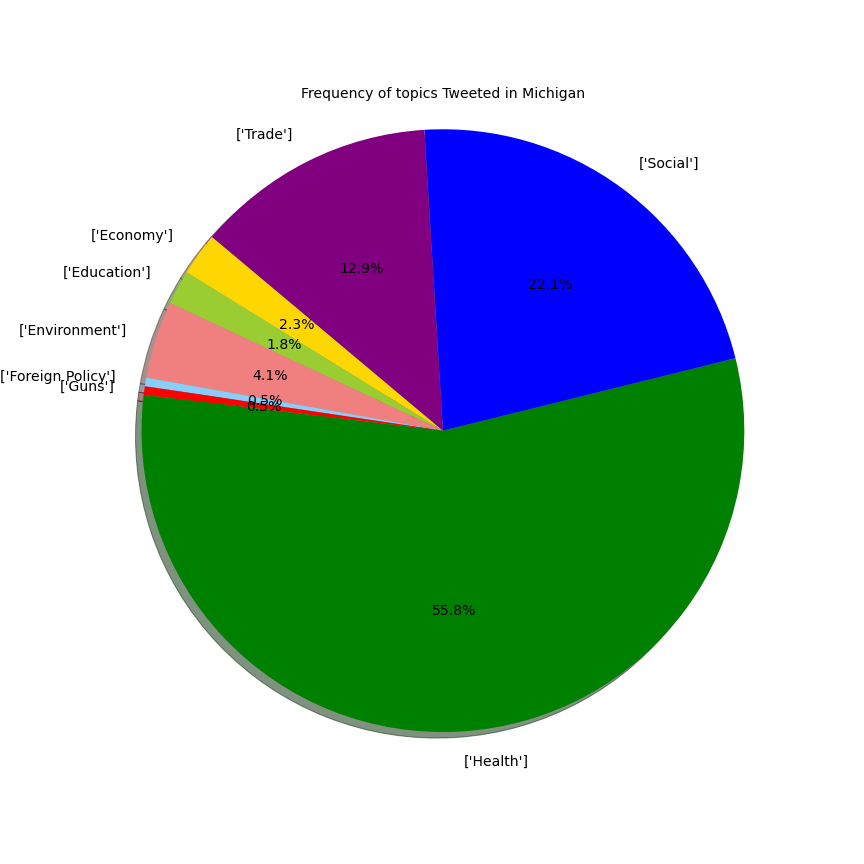 Frequency of topics Tweeted in Michigan
['Trade']
['Social']
['Economy']
['Education']
12.9%
22.1%
['Environment']
2.3%
1.8%
['Foreign Policy']
4.1%
['Guns']
0.5%
0.5%
55.8%
['Health']